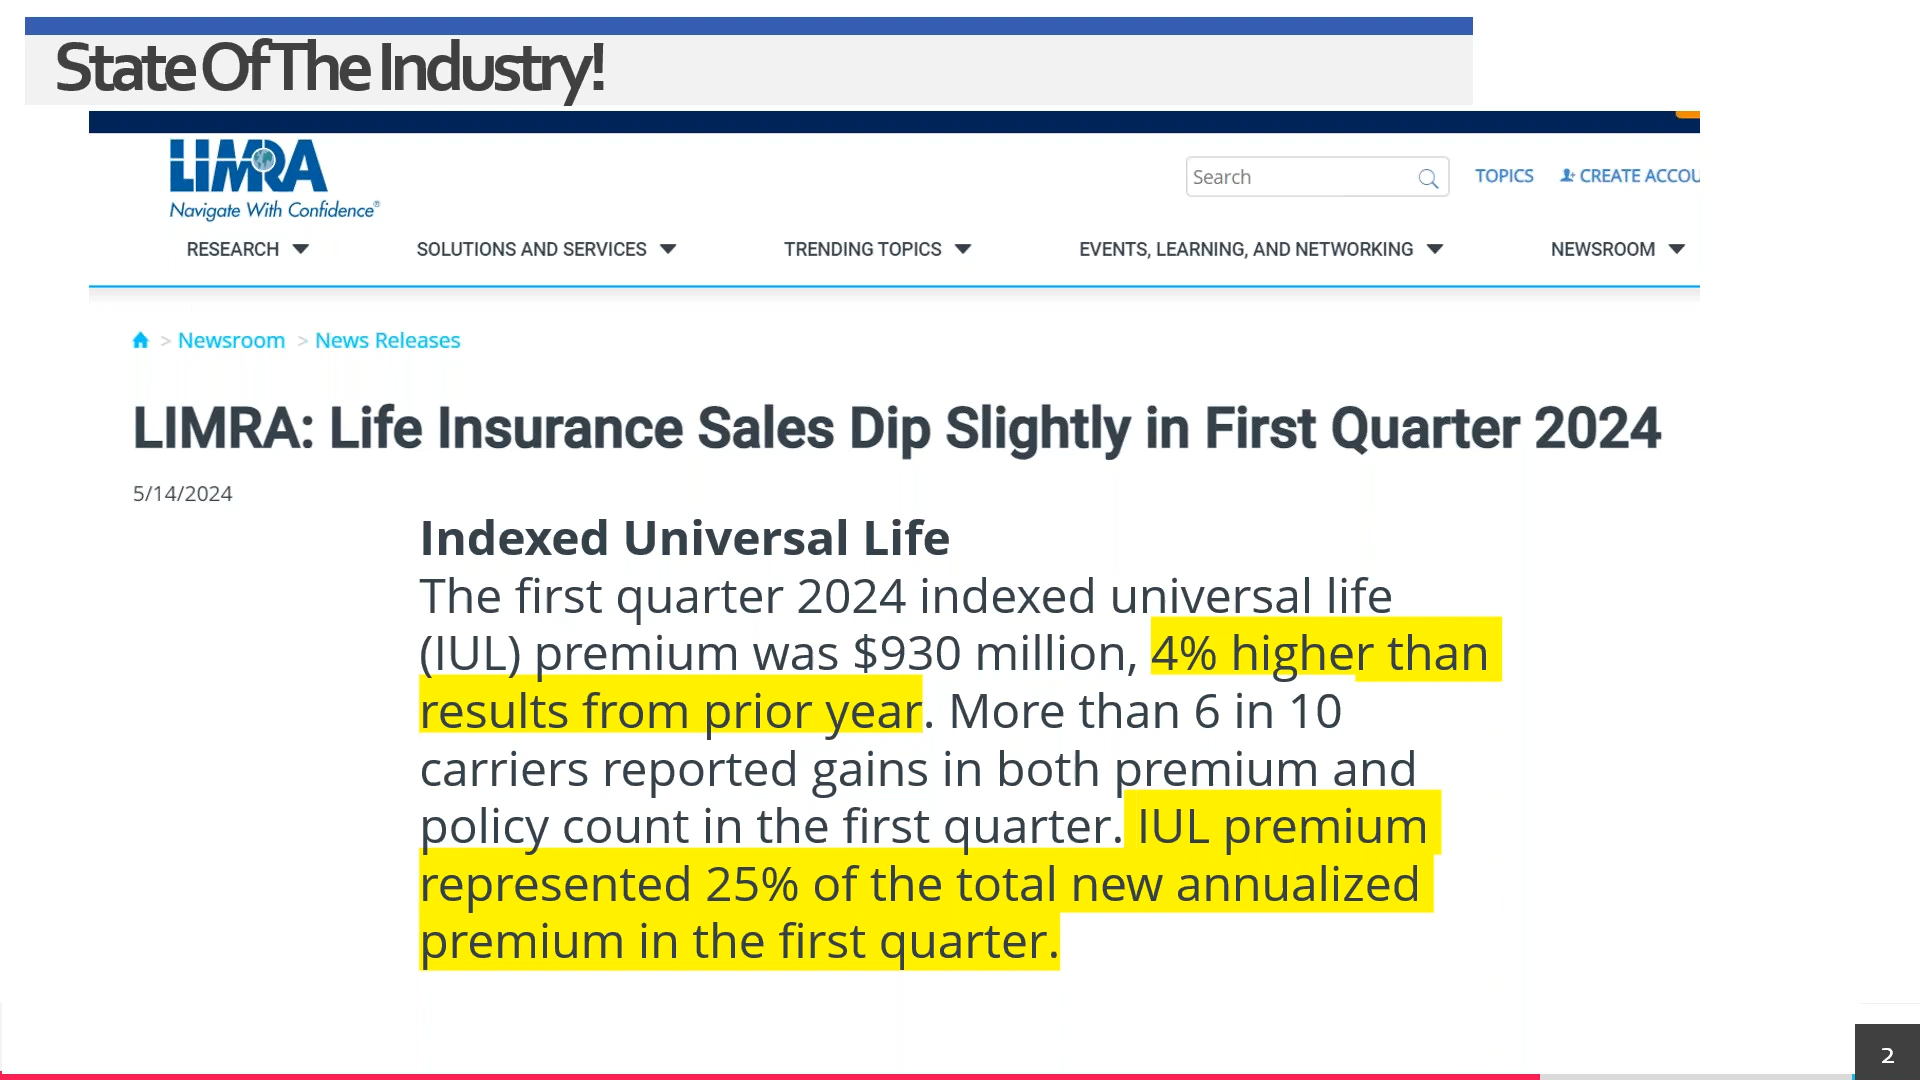 State Of The Industry!
LIMRA
Navigate With Confidence®
Search
TOPICS
CREATE ACCOU
RESEARCH
SOLUTIONS AND SERVICES
TRENDING TOPICS
EVENTS, LEARNING, AND NETWORKING
NEWSROOM
> Newsroom > News Releases
LIMRA: Life Insurance Sales Dip Slightly in First Quarter 2024
5/14/2024
Indexed Universal Life
The first quarter 2024 indexed universal life
(IUL) premium was $930 million, 4% higher than
results from prior year. More than 6 in 10
carriers reported gains in both premium and
policy count in the first quarter. IUL premium
represented 25% of the total new annualized
premium in the first quarter.
2